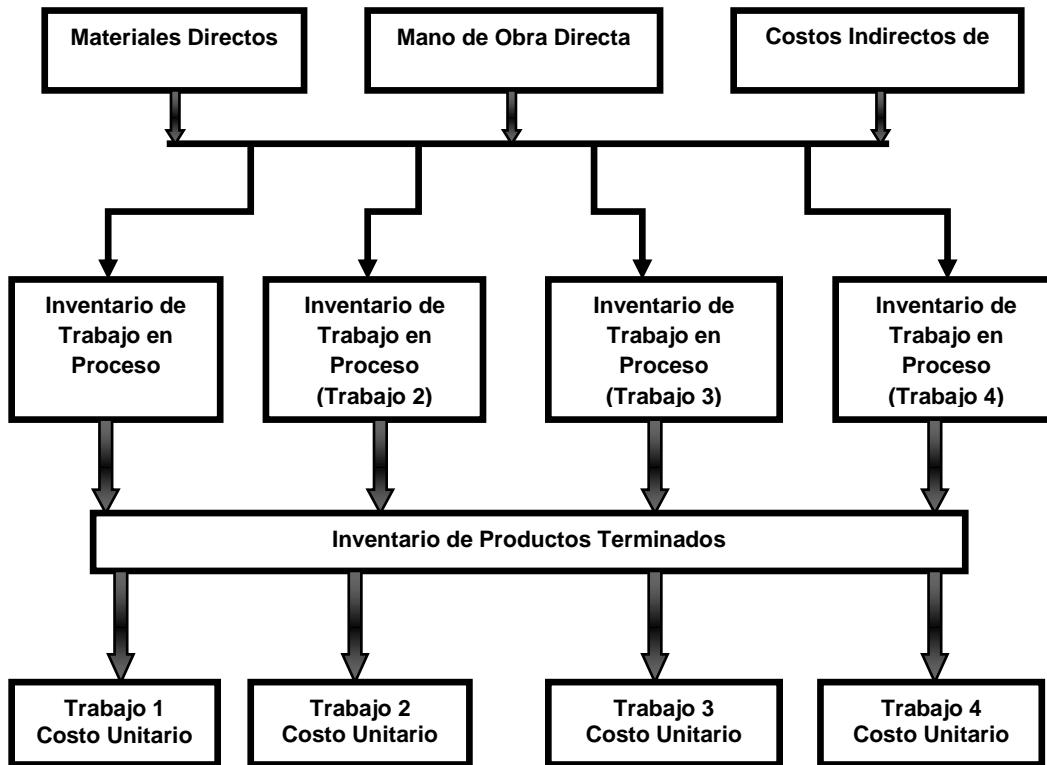 Materiales Directos
Mano de Obra Directa
Costos Indirectos de
Inventario de
Trabajo en
Proceso
Inventario de
Trabajo en
Proceso
(Trabajo 2)
Inventario de
Trabajo en
Proceso
(Trabajo 3)
Inventario de
Trabajo en
Proceso
(Trabajo 4)
Inventario de Productos Terminados
Trabajo 1
Costo Unitario
Trabajo 2
Costo Unitario
Trabajo 3
Costo Unitario
Trabajo 4
Costo Unitario